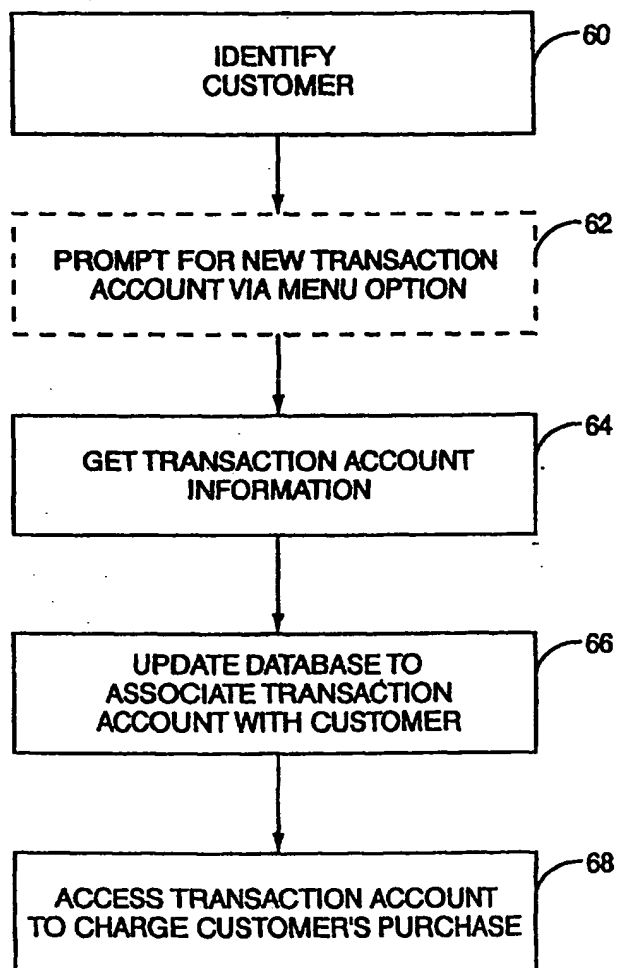 60
IDENTIFY
CUSTOMER
62
PROMPT FOR NEW TRANSACTION
ACCOUNT VIA MENU OPTION
64
GET TRANSACTION ACCOUNT
INFORMATION
66
UPDATE DATABASE TO
ASSOCIATE TRANSACTION
ACCOUNT WITH CUSTOMER
68
ACCESS TRANSACTION ACCOUNT
TO CHARGE CUSTOMER'S PURCHASE